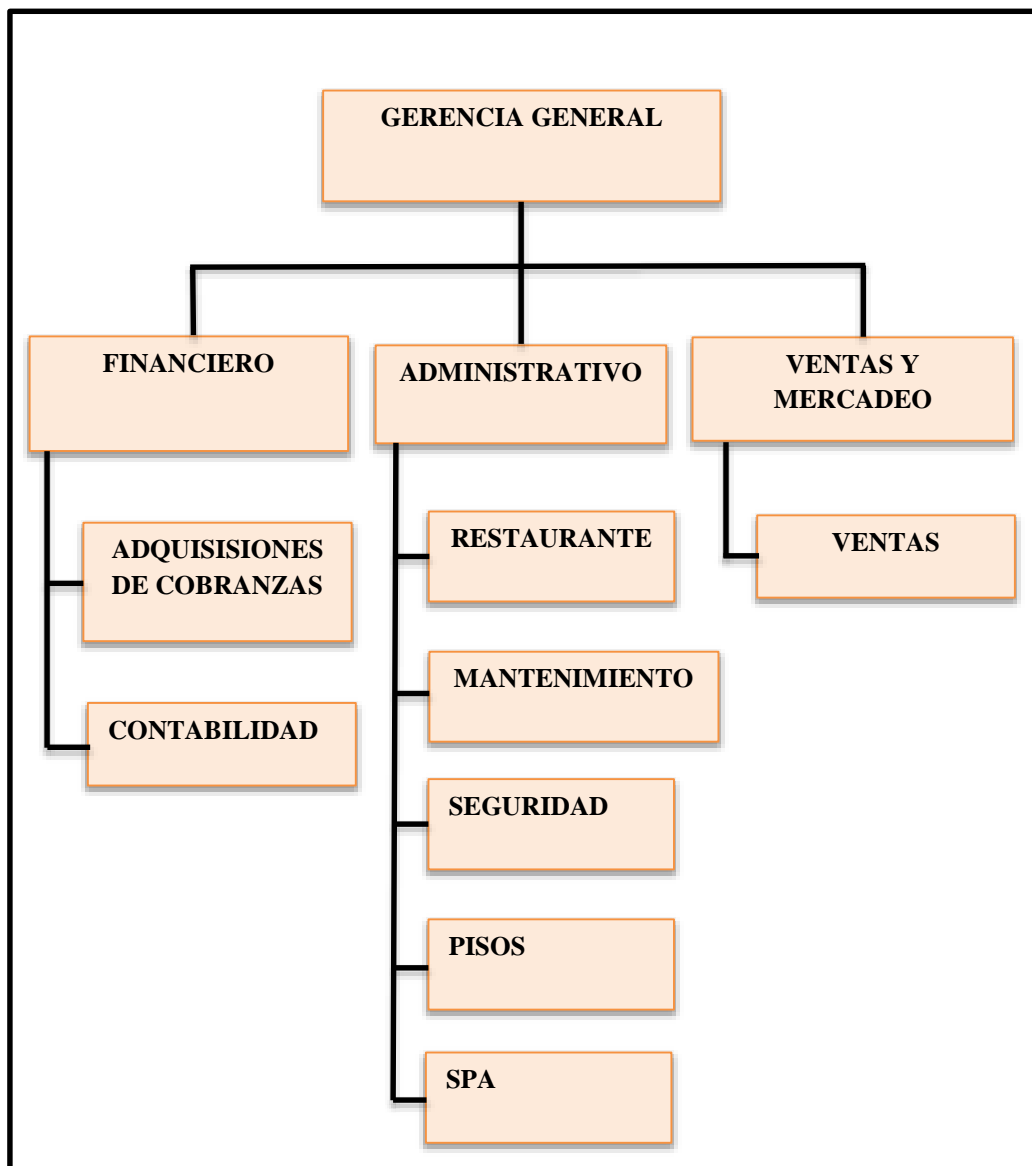 GERENCIA GENERAL
FINANCIERO
ADMINISTRATIVO
VENTAS Y
MERCADEO
ADQUISISIONES
DE COBRANZAS
CONTABILIDAD
RESTAURANTE
MANTENIMIENTO
SEGURIDAD
PISOS
SPA
VENTAS